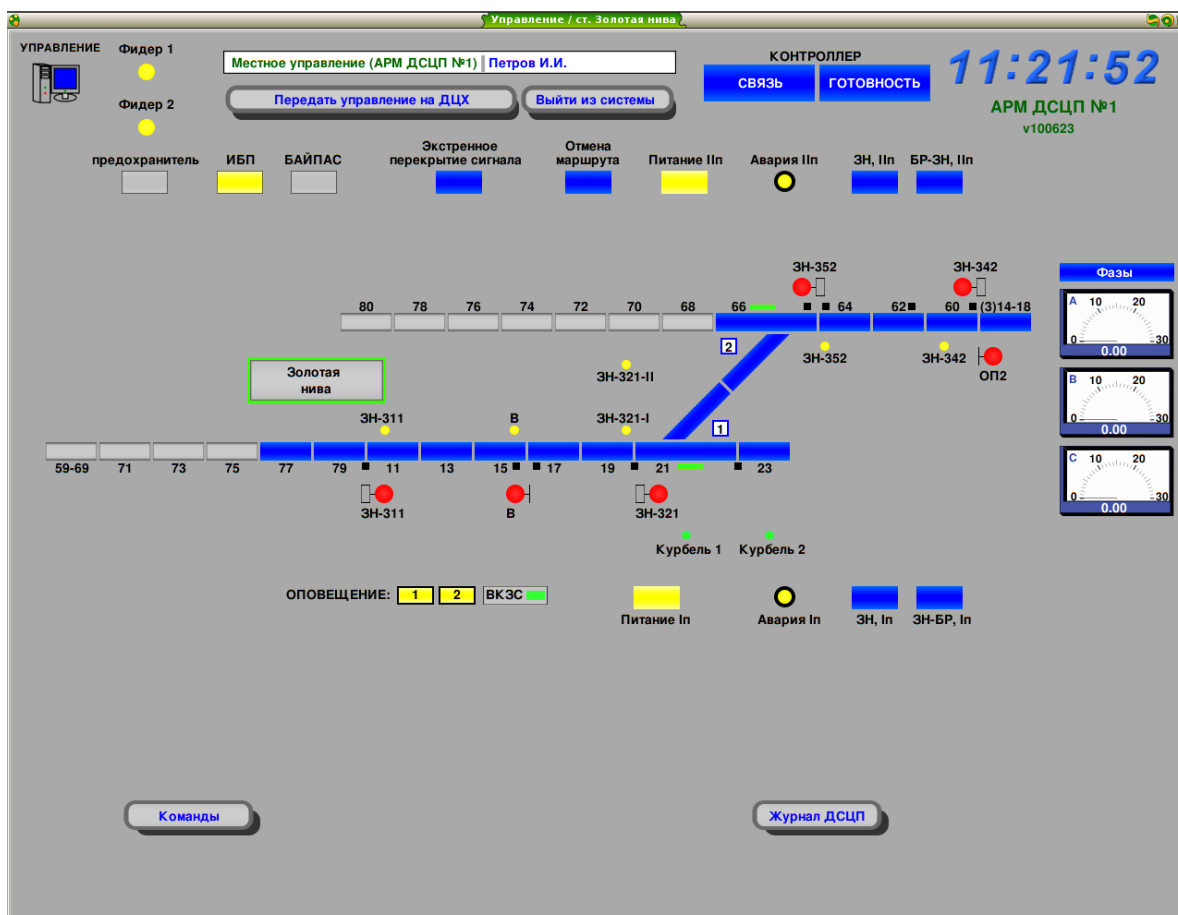 Управление / ст. Золотая нива
УПРАВЛЕНИЕ
Фидер 1
Фидер 2
Местное управление (АРМ ДСЦП №1) Петров И.И.
Передать управление на ДЦХ
Выйти из системы
КОНТРОЛЛЕР
СВЯЗЬ
ГОТОВНОСТЬ
11:21:52
АРМ ДСЦП №1
v100623
предохранитель
ИБП
БАЙПАС
Экстренное
перекрытие сигнала
Отмена
маршрута
Питание IIп
Авария IIп
ЗН, IIп
БР-ЗН, IIп
ЗН-352
ЗН-342
80 78 76 74 72 70 68 66 64 62 60 (3)14-18
2
ЗН-352
ЗН-342
ОП2
Золотая
нива
ЗН-321-II
ЗН-311
В
ЗН-321-I
1
59-69 71 73 75 77 79 11 13 15 17 19 21 23
ЗН-311
В
ЗН-321
Курбель 1
Курбель 2
ОПОВЕЩЕНИЕ: 1 2 ВКЗС
Питание Iп
Авария Iп
ЗН, Iп
ЗН-БР, Iп
Фазы
A 10 20
0 30
0.00
B 10 20
0 30
0.00
C 10 20
0 30
0.00
Команды
Журнал ДСЦП